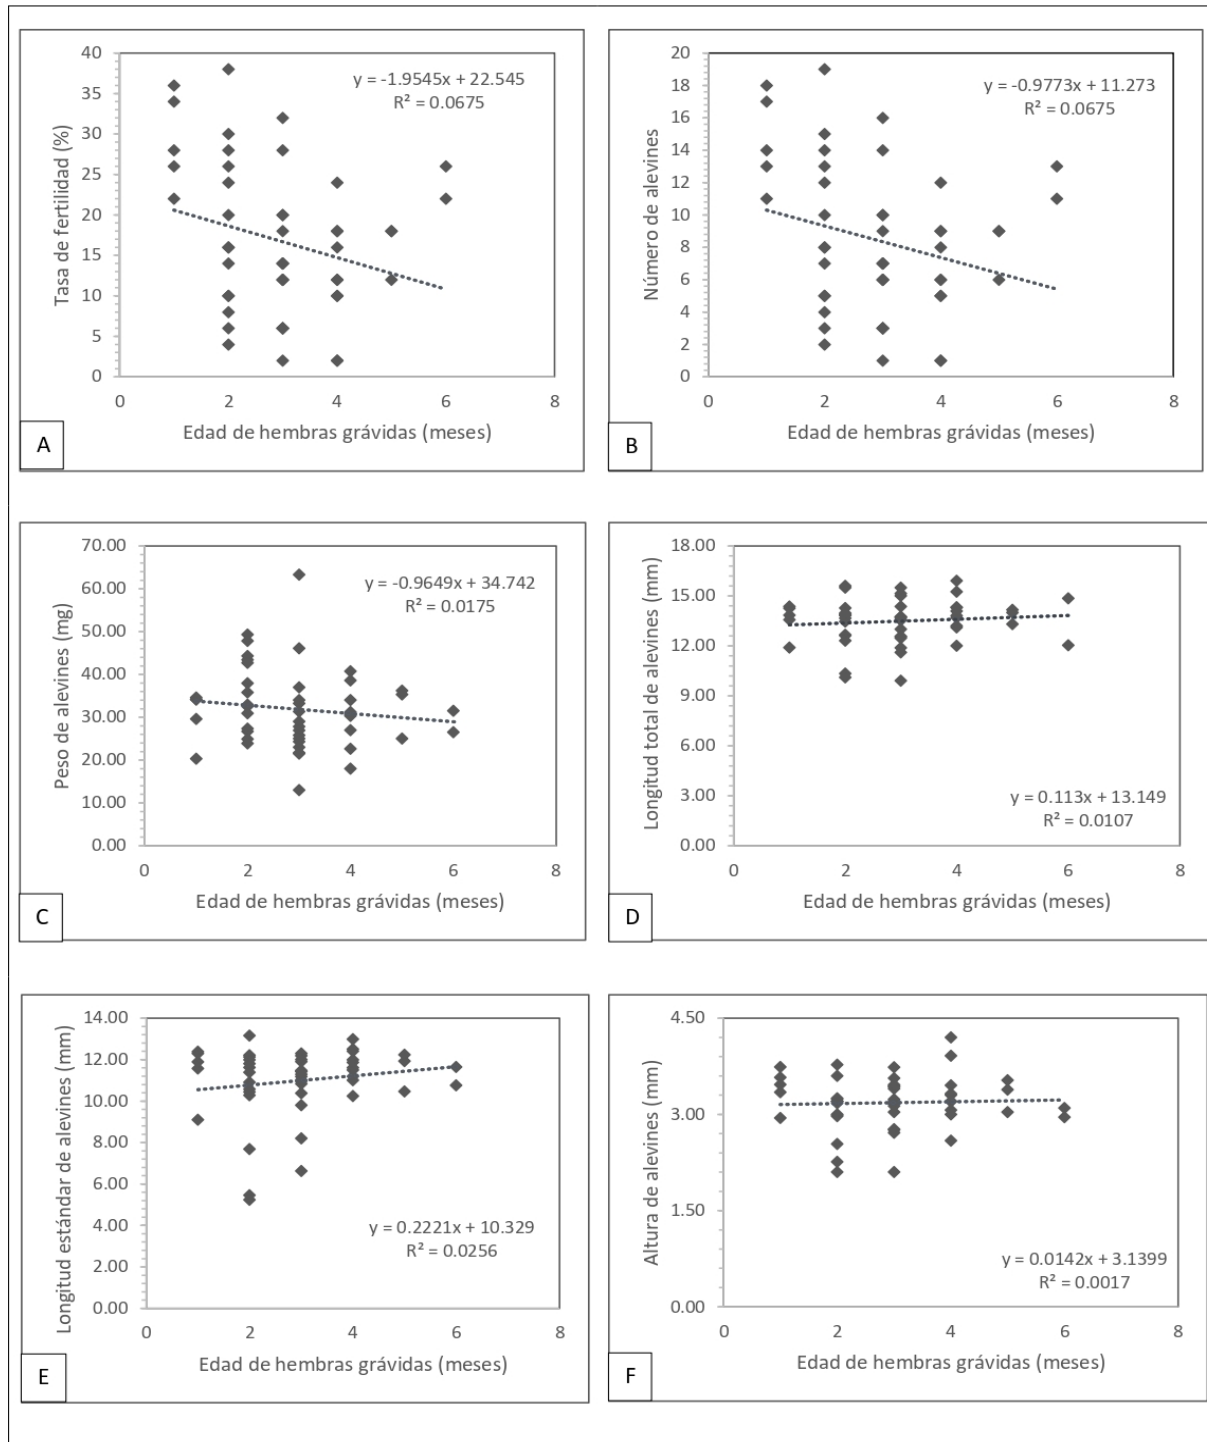 40
35
30
25
20
15
10
5
0
0 2 4 6 8
Tasa de fertilidad (%)
Edad de hembras grávidas (meses)
y = -1.9545x + 22.545
R² = 0.0675
A
20
18
16
14
12
10
8
6
4
2
0
0 2 4 6 8
Número de alevines
Edad de hembras grávidas (meses)
y = -0.9773x + 11.273
R² = 0.0675
B
70.00
60.00
50.00
40.00
30.00
20.00
10.00
0.00
0 2 4 6 8
Peso de alevines (mg)
Edad de hembras grávidas (meses)
y = -0.9649x + 34.742
R² = 0.0175
C
18.00
15.00
12.00
9.00
6.00
3.00
0.00
0 2 4 6 8
Longitud total de alevines (mm)
Edad de hembras grávidas (meses)
y = 0.113x + 13.149
R² = 0.0107
D
14.00
12.00
10.00
8.00
6.00
4.00
2.00
0.00
0 2 4 6 8
Longitud estándar de alevines (mm)
Edad de hembras grávidas (meses)
y = 0.2221x + 10.329
R² = 0.0256
E
4.50
3.00
1.50
0.00
0 2 4 6 8
Altura de alevines (mm)
Edad de hembras grávidas (meses)
y = 0.0142x + 3.1399
R² = 0.0017
F